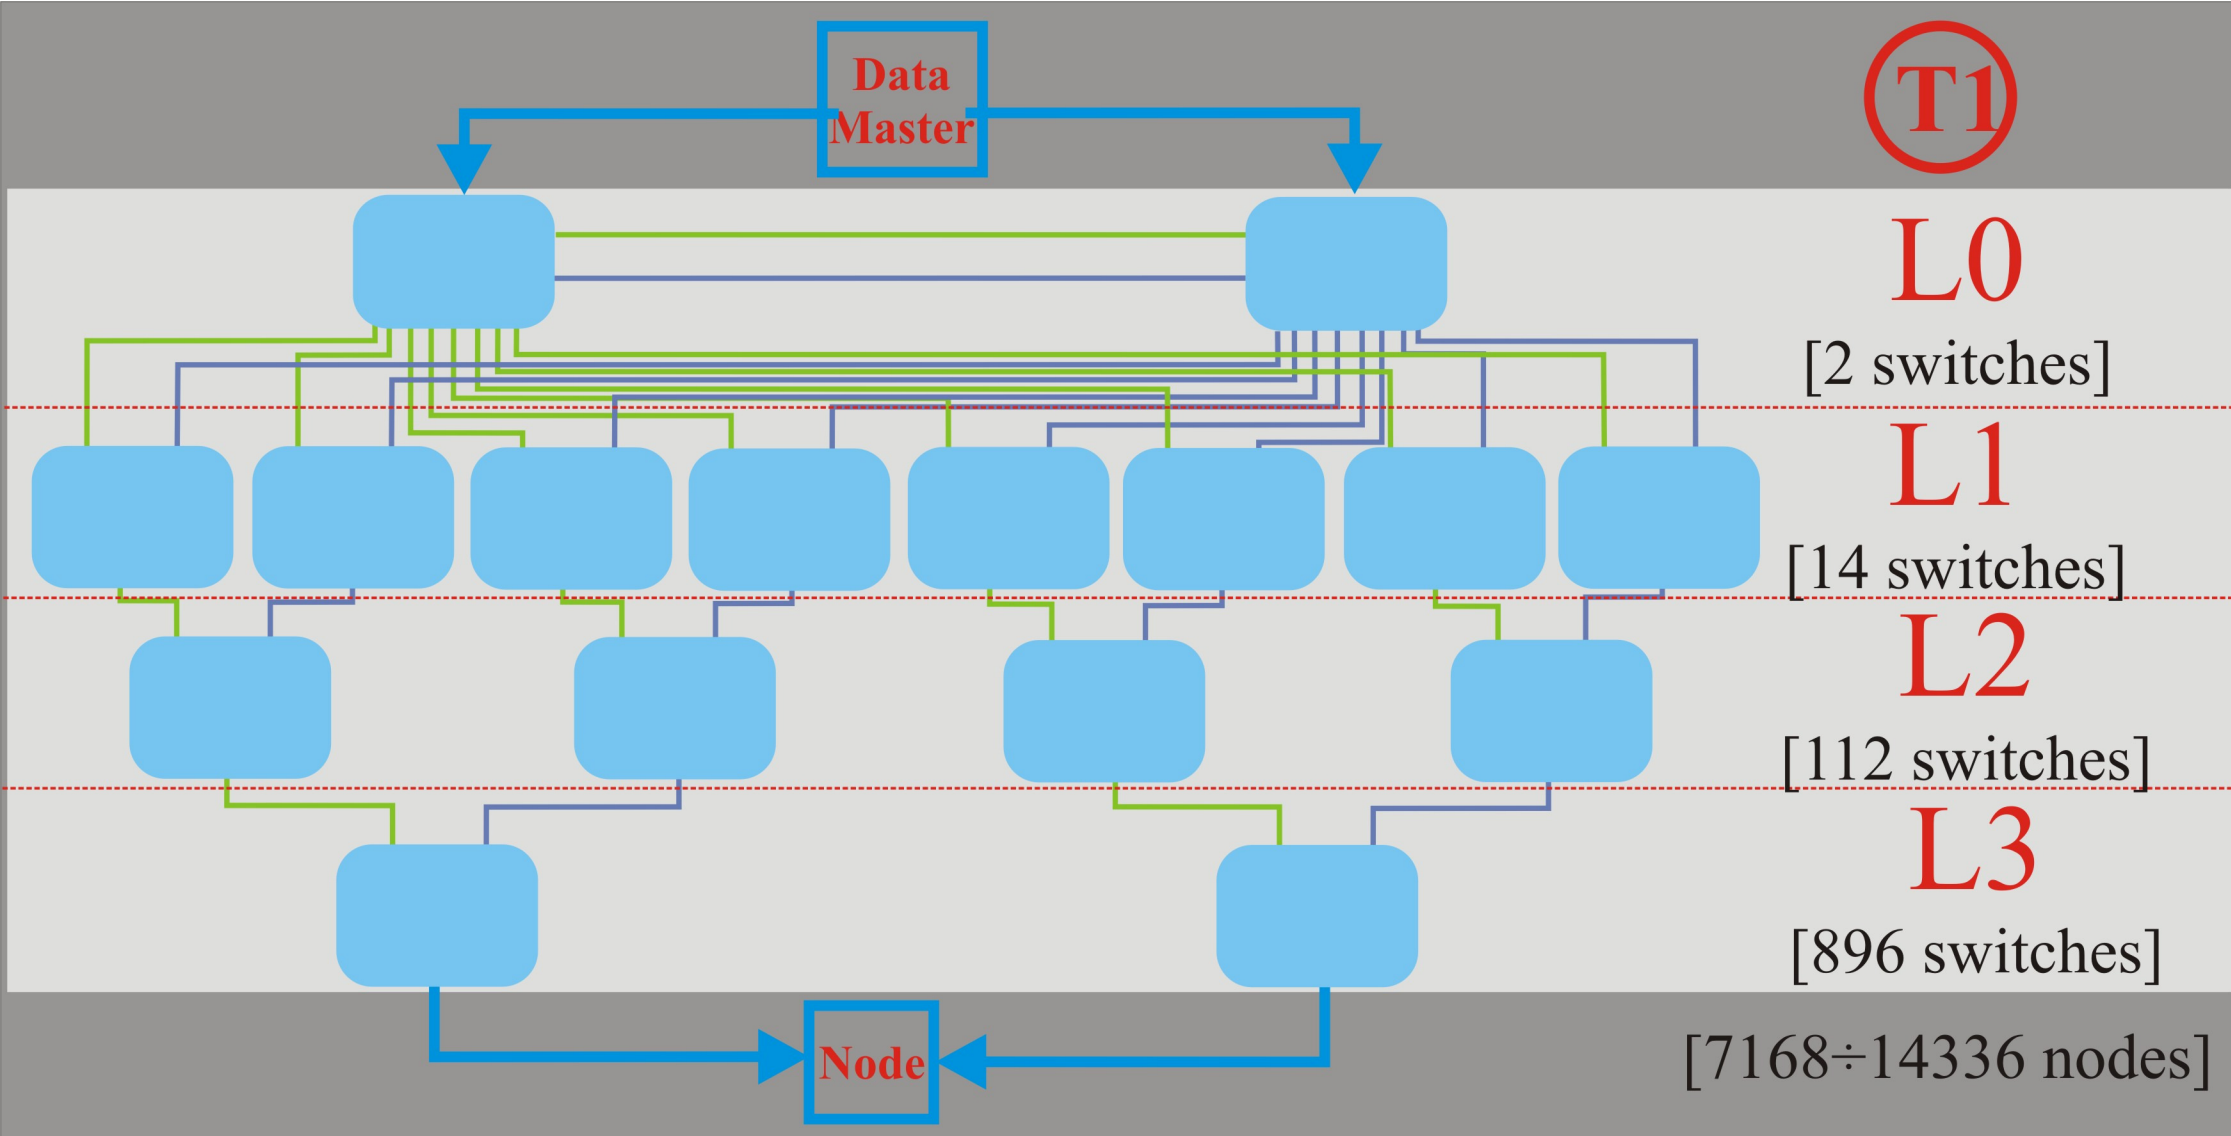 Data
Master
T1
L0
[2 switches]
L1
[14 switches]
L2
[112 switches]
L3
[896 switches]
Node
[7168÷14336 nodes]